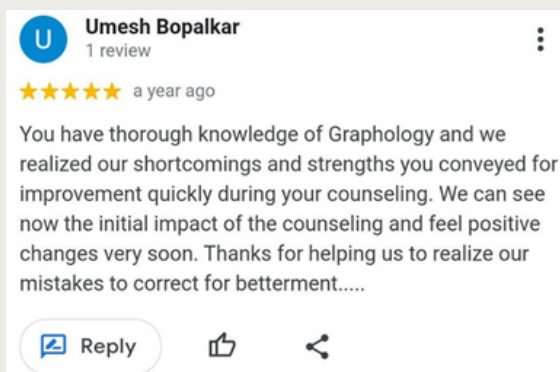 U
Umesh Bopalkar
1 review
a year ago
You have thorough knowledge of Graphology and we
realized our shortcomings and strengths you conveyed for
improvement quickly during your counseling. We can see
now the initial impact of the counseling and feel positive
changes very soon. Thanks for helping us to realize our
mistakes to correct for betterment.....
Reply